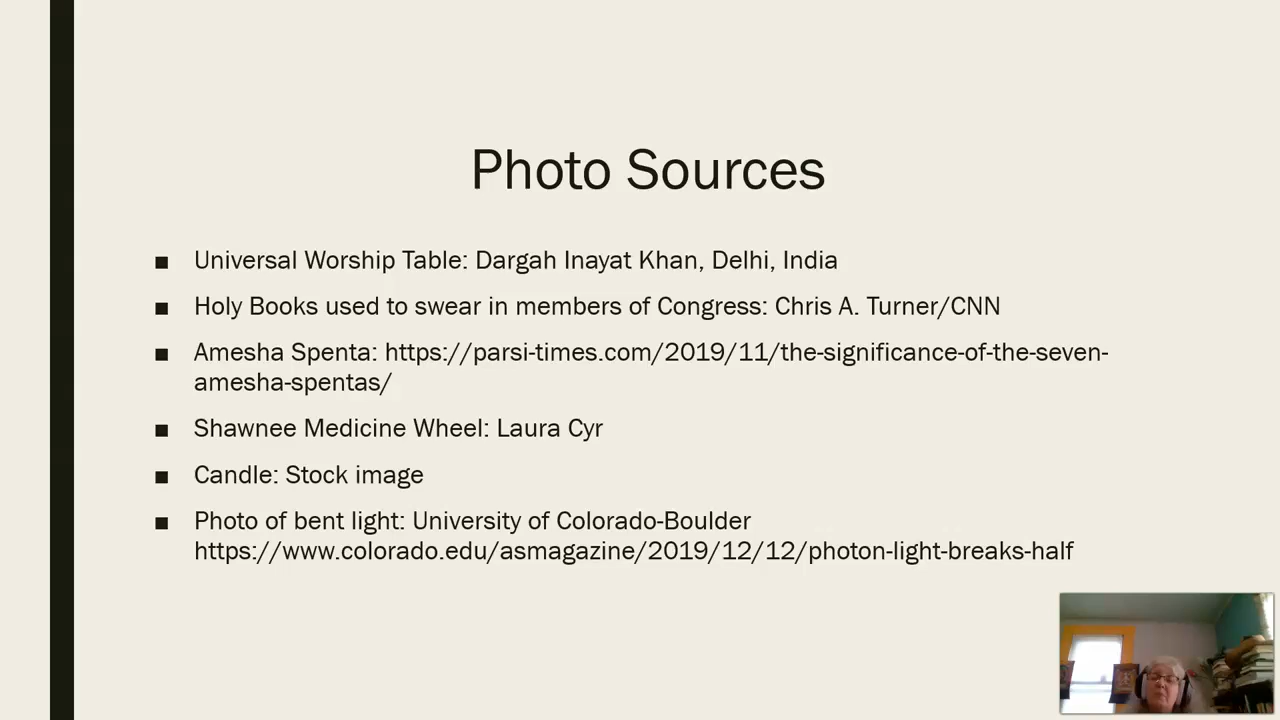 Photo Sources
■ Universal Worship Table: Dargah Inayat Khan, Delhi, India
■ Holy Books used to swear in members of Congress: Chris A. Turner/CNN
■ Amesha Spenta: https://parsi-times.com/2019/11/the-significance-of-the-seven-
amesha-spentas/
■ Shawnee Medicine Wheel: Laura Cyr
■ Candle: Stock image
■ Photo of bent light: University of Colorado-Boulder
https://www.colorado.edu/asmagazine/2019/12/12/photon-light-breaks-half